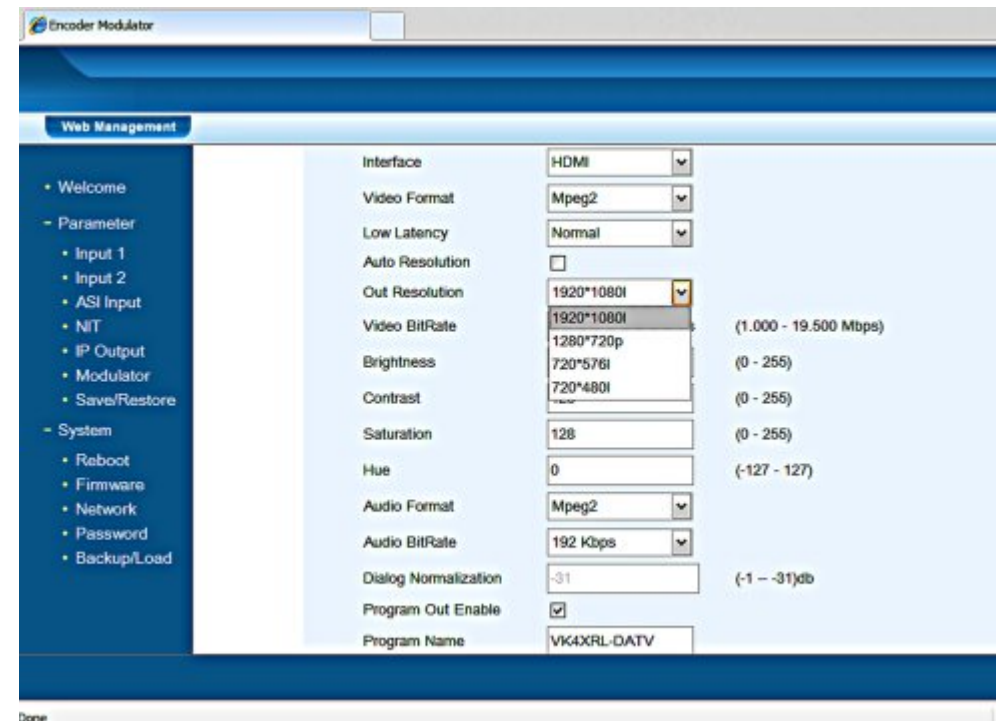 Encoder Modulator
Web Management
Welcome
Parameter
Input 1
Input 2
ASI Input
NIT
IP Output
Modulator
Save/Restore
System
Reboot
Firmware
Network
Password
Backup/Load
Interface HDMI
Video Format Mpeg2
Low Latency Normal
Auto Resolution
Out Resolution 1920*1080I
1920*1080I
1280*720p
720*576I
720*480I
Video BitRate (1.000 - 19.500 Mbps)
Brightness (0 - 255)
Contrast (0 - 255)
Saturation 128 (0 - 255)
Hue 0 (-127 - 127)
Audio Format Mpeg2
Audio BitRate 192 Kbps
Dialog Normalization -31 (-1 -- -31)db
Program Out Enable
Program Name VK4XRL-DATV
Done